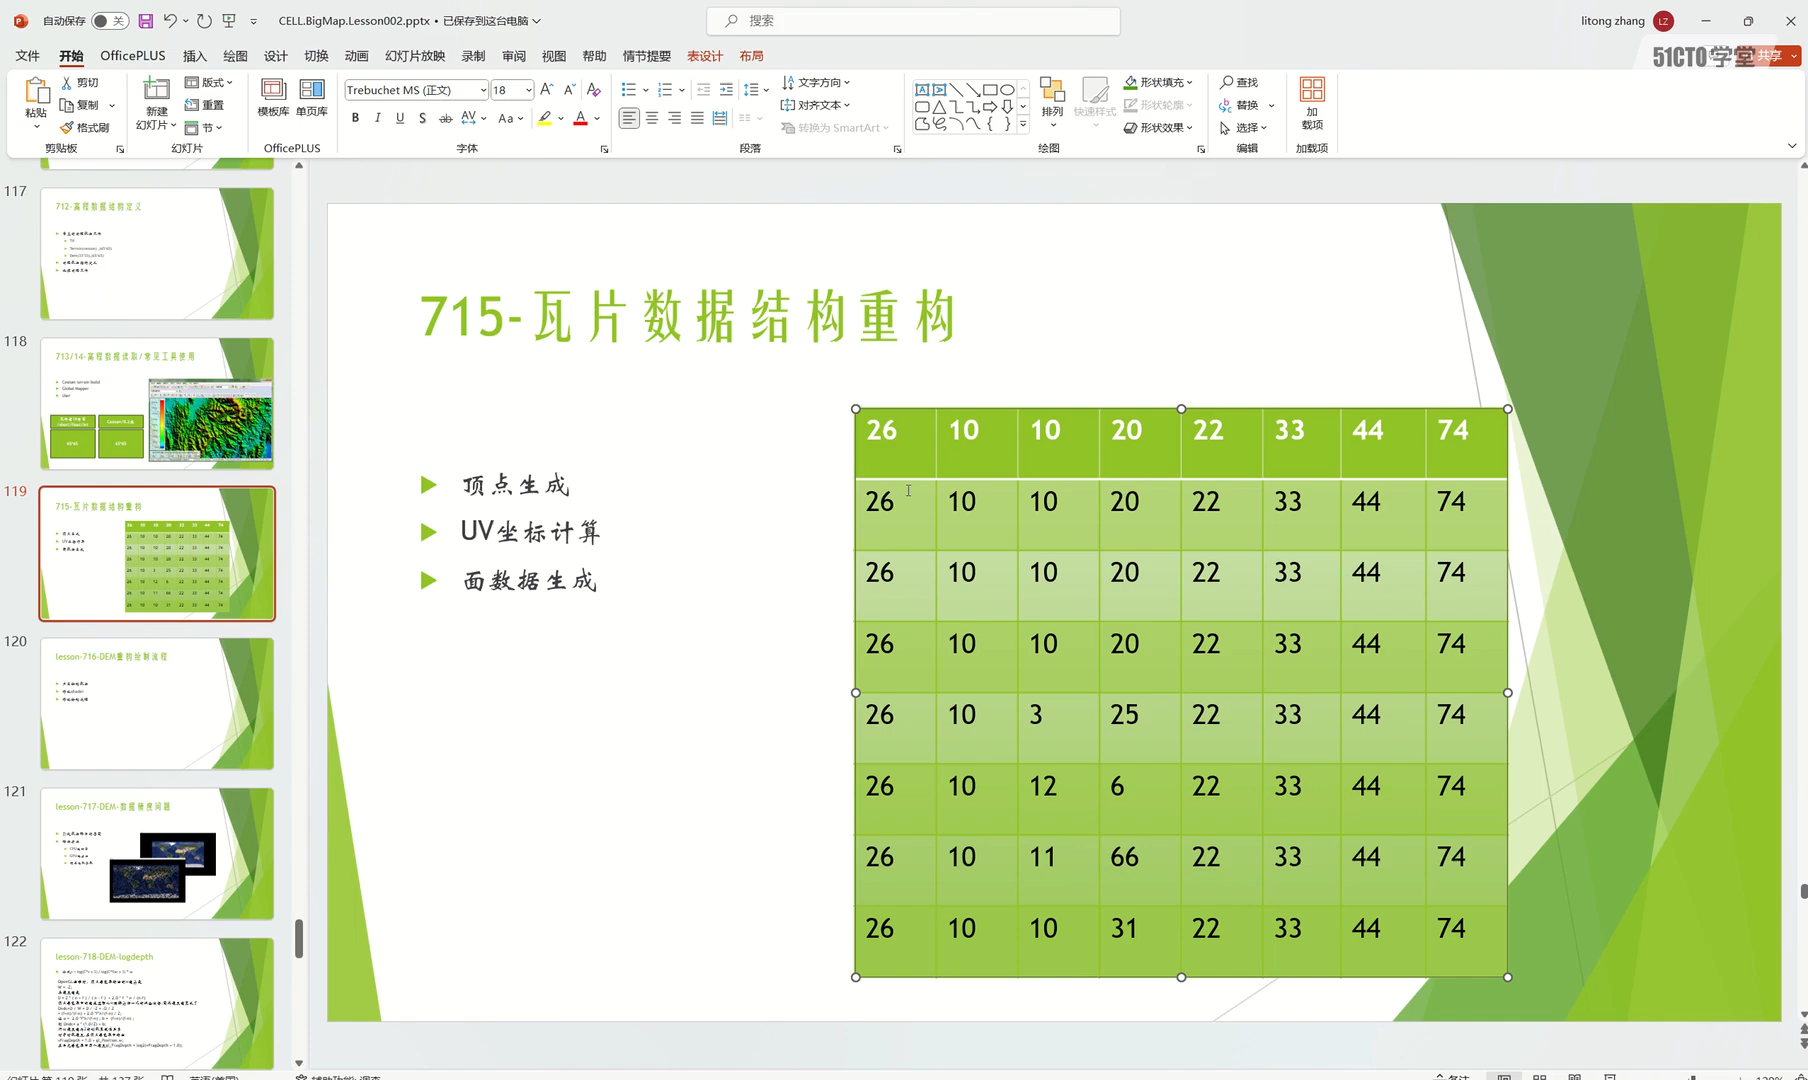 自动保存 关 CELL.BigMap.Lesson002.pptx • 已保存到这台电脑 搜索 litong zhang LZ
文件 开始 OfficePLUS 插入 绘图 设计 切换 动画 幻灯片放映 录制 审阅 视图 帮助 情节提要 表设计 布局 共享
51CTO学堂
粘贴 剪切 复制 格式刷 剪贴板
新建 幻灯片 版式 重置 节 幻灯片
模板库 单页库 OfficePLUS
Trebuchet MS (正文) 18 字体
文字方向 对齐文本 转换为 SmartArt 段落
排列 快速样式 形状填充 形状轮廓 形状效果 绘图
查找 替换 选择 编辑
加载项 加载项
117
712-高程数据结构定义
118
713/14-高程数据读取/常见工具使用
119
715-瓦片数据结构重构
120
lesson-716-DEM重构绘制流程
121
lesson-717-DEM-数据精度问题
122
lesson-718-DEM-logdepth
715-瓦片数据结构重构
顶点生成
UV坐标计算
面数据生成
26 10 10 20 22 33 44 74
26 10 10 20 22 33 44 74
26 10 10 20 22 33 44 74
26 10 10 20 22 33 44 74
26 10 3 25 22 33 44 74
26 10 12 6 22 33 44 74
26 10 11 66 22 33 44 74
26 10 10 31 22 33 44 74